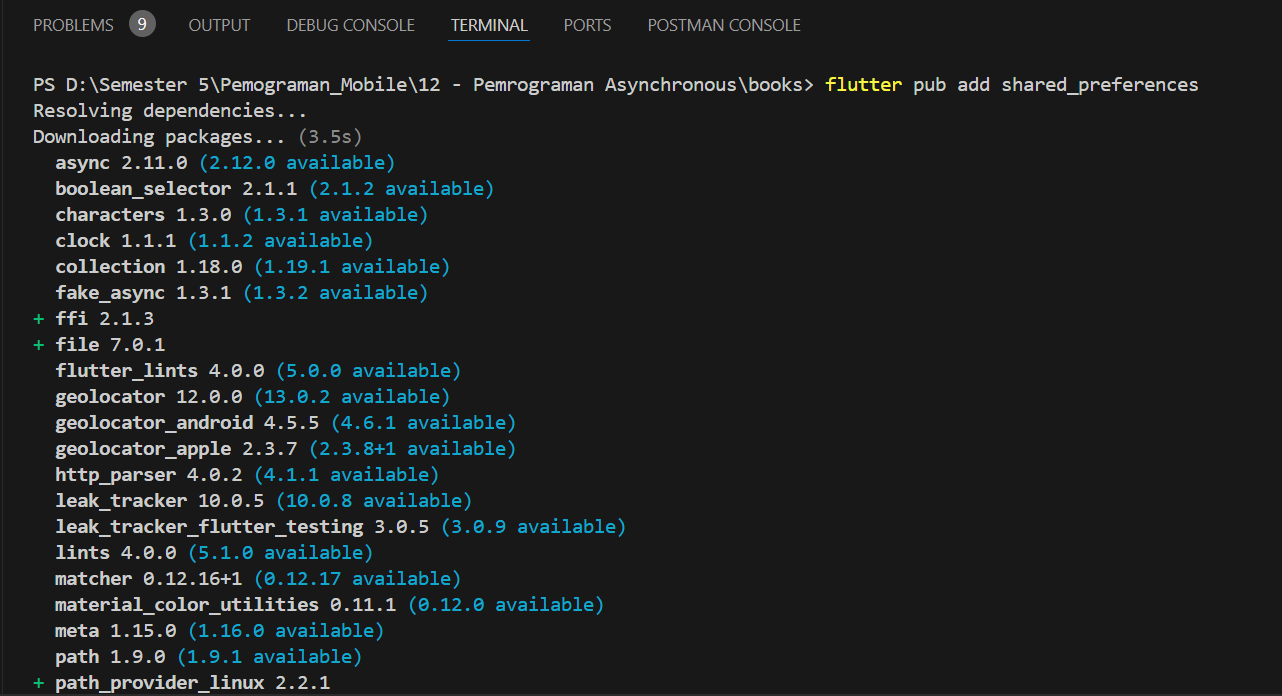 PROBLEMS 9 OUTPUT DEBUG CONSOLE TERMINAL PORTS POSTMAN CONSOLE
PS D:\Semester 5\Pemograman_Mobile\12 - Pemrograman Asynchronous\books> flutter pub add shared_preferences
Resolving dependencies...
Downloading packages... (3.5s)
async 2.11.0 (2.12.0 available)
boolean_selector 2.1.1 (2.1.2 available)
characters 1.3.0 (1.3.1 available)
clock 1.1.1 (1.1.2 available)
collection 1.18.0 (1.19.1 available)
fake_async 1.3.1 (1.3.2 available)
+ ffi 2.1.3
+ file 7.0.1
flutter_lints 4.0.0 (5.0.0 available)
geolocator 12.0.0 (13.0.2 available)
geolocator_android 4.5.5 (4.6.1 available)
geolocator_apple 2.3.7 (2.3.8+1 available)
http_parser 4.0.2 (4.1.1 available)
leak_tracker 10.0.5 (10.0.8 available)
leak_tracker_flutter_testing 3.0.5 (3.0.9 available)
lints 4.0.0 (5.1.0 available)
matcher 0.12.16+1 (0.12.17 available)
material_color_utilities 0.11.1 (0.12.0 available)
meta 1.15.0 (1.16.0 available)
path 1.9.0 (1.9.1 available)
+ path_provider_linux 2.2.1